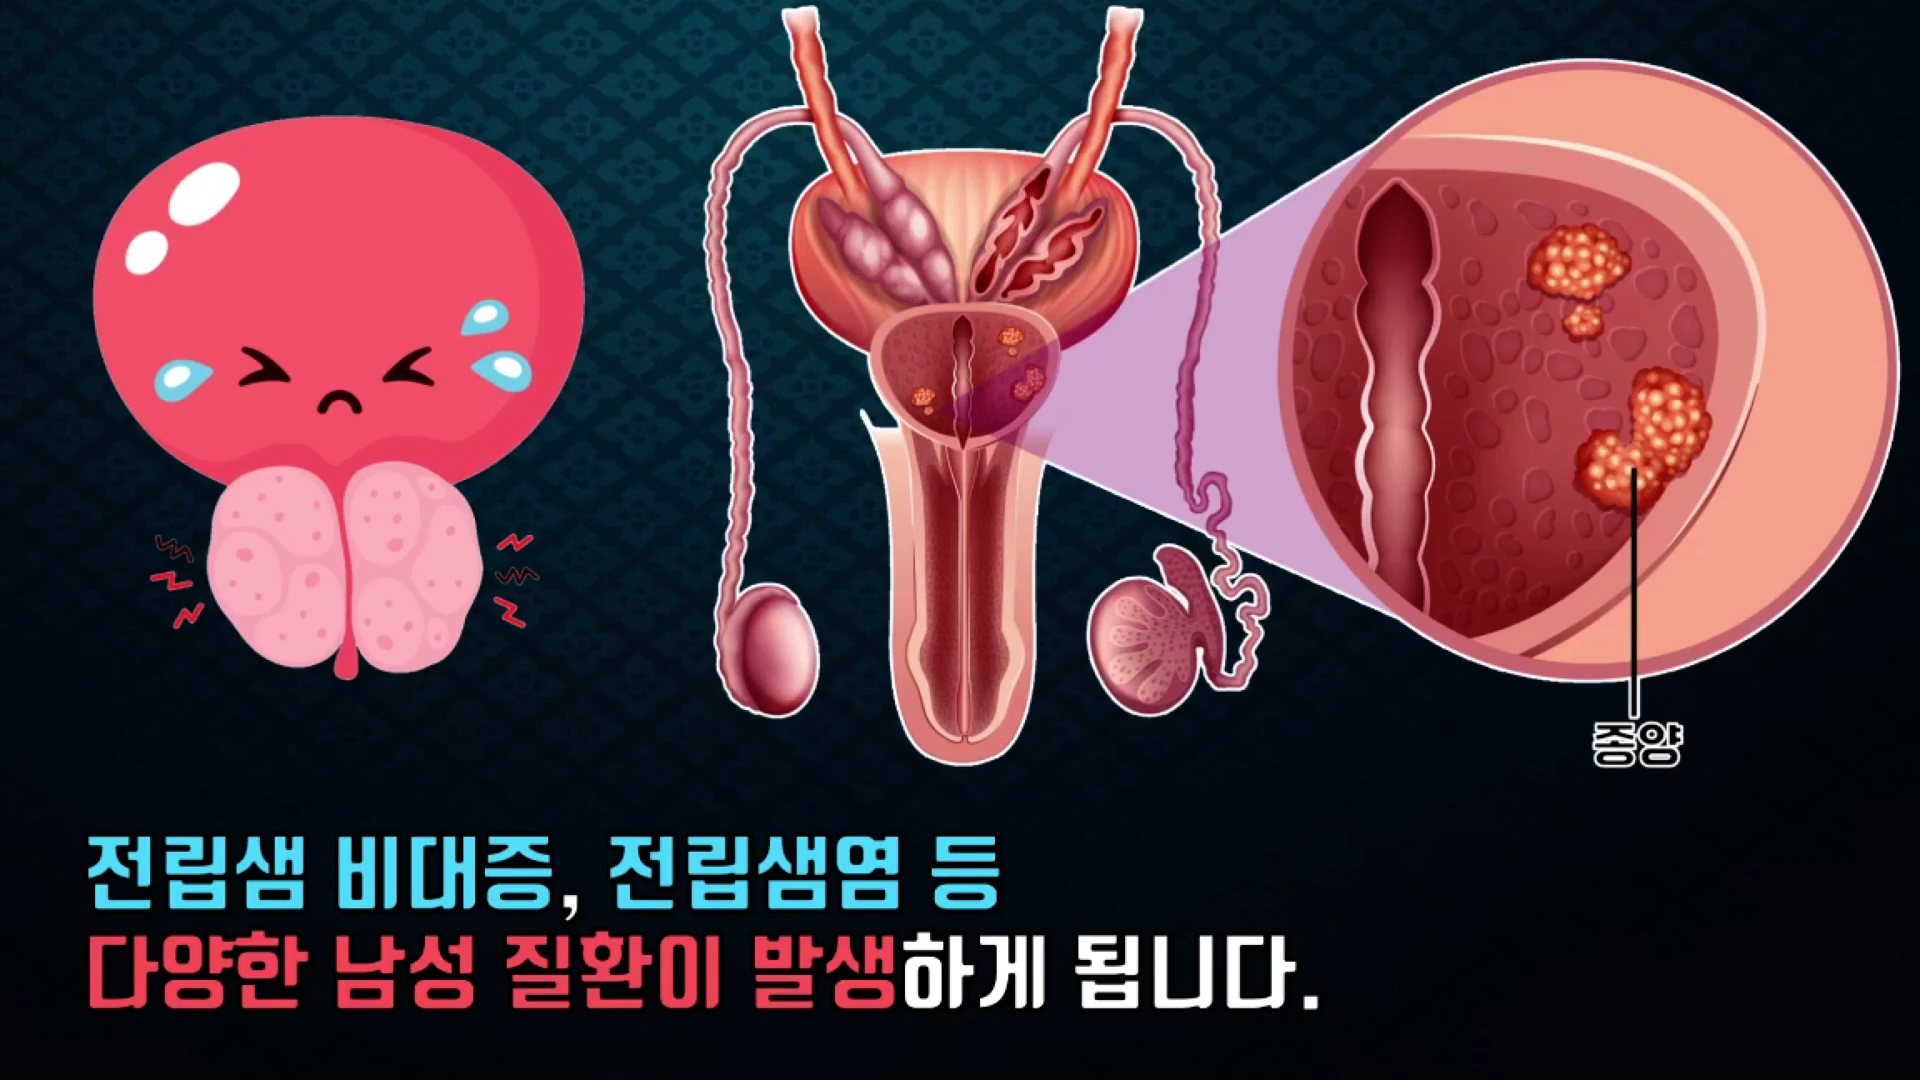 종양
전립샘 비대증, 전립샘염 등
다양한 남성 질환이 발생하게 됩니다.